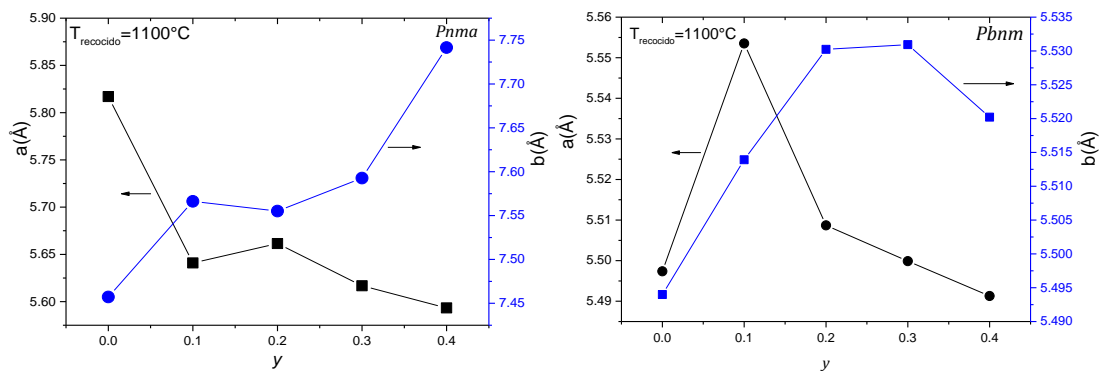 T_recocido=1100°C
Pnma
a(Å)
5.90
5.85
5.80
5.75
5.70
5.65
5.60
b(Å)
7.75
7.70
7.65
7.60
7.55
7.50
7.45
0.0 0.1 0.2 0.3 0.4
y
T_recocido=1100°C
Pbnm
a(Å)
5.56
5.55
5.54
5.53
5.52
5.51
5.50
5.49
b(Å)
5.535
5.530
5.525
5.520
5.515
5.510
5.505
5.500
5.495
5.490
0.0 0.1 0.2 0.3 0.4
y